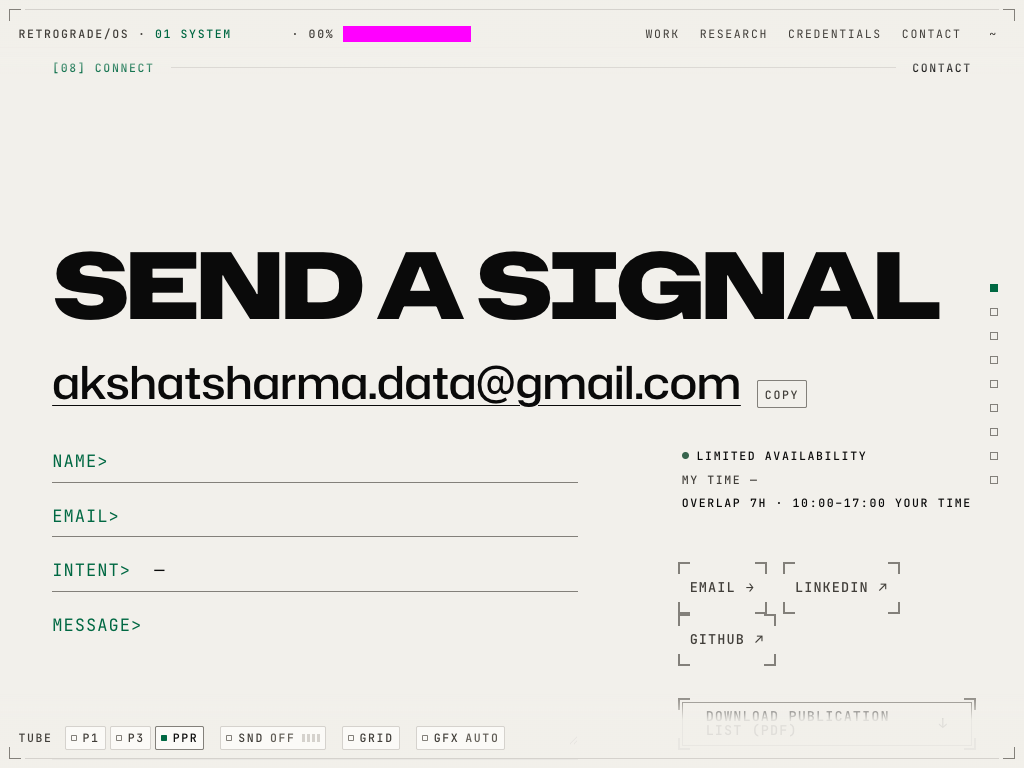 RETROGRADE/OS · 01 SYSTEM · 00% WORK RESEARCH CREDENTIALS CONTACT ~
[08] CONNECT CONTACT
SEND A SIGNAL
akshatsharma.data@gmail.com COPY
NAME>
EMAIL>
INTENT> —
MESSAGE>
LIMITED AVAILABILITY
MY TIME —
OVERLAP 7H · 10:00–17:00 YOUR TIME
EMAIL → LINKEDIN ↗
GITHUB ↗
DOWNLOAD PUBLICATION
LIST (PDF) ↓
TUBE P1 P3 PPR SND OFF GRID GFX AUTO